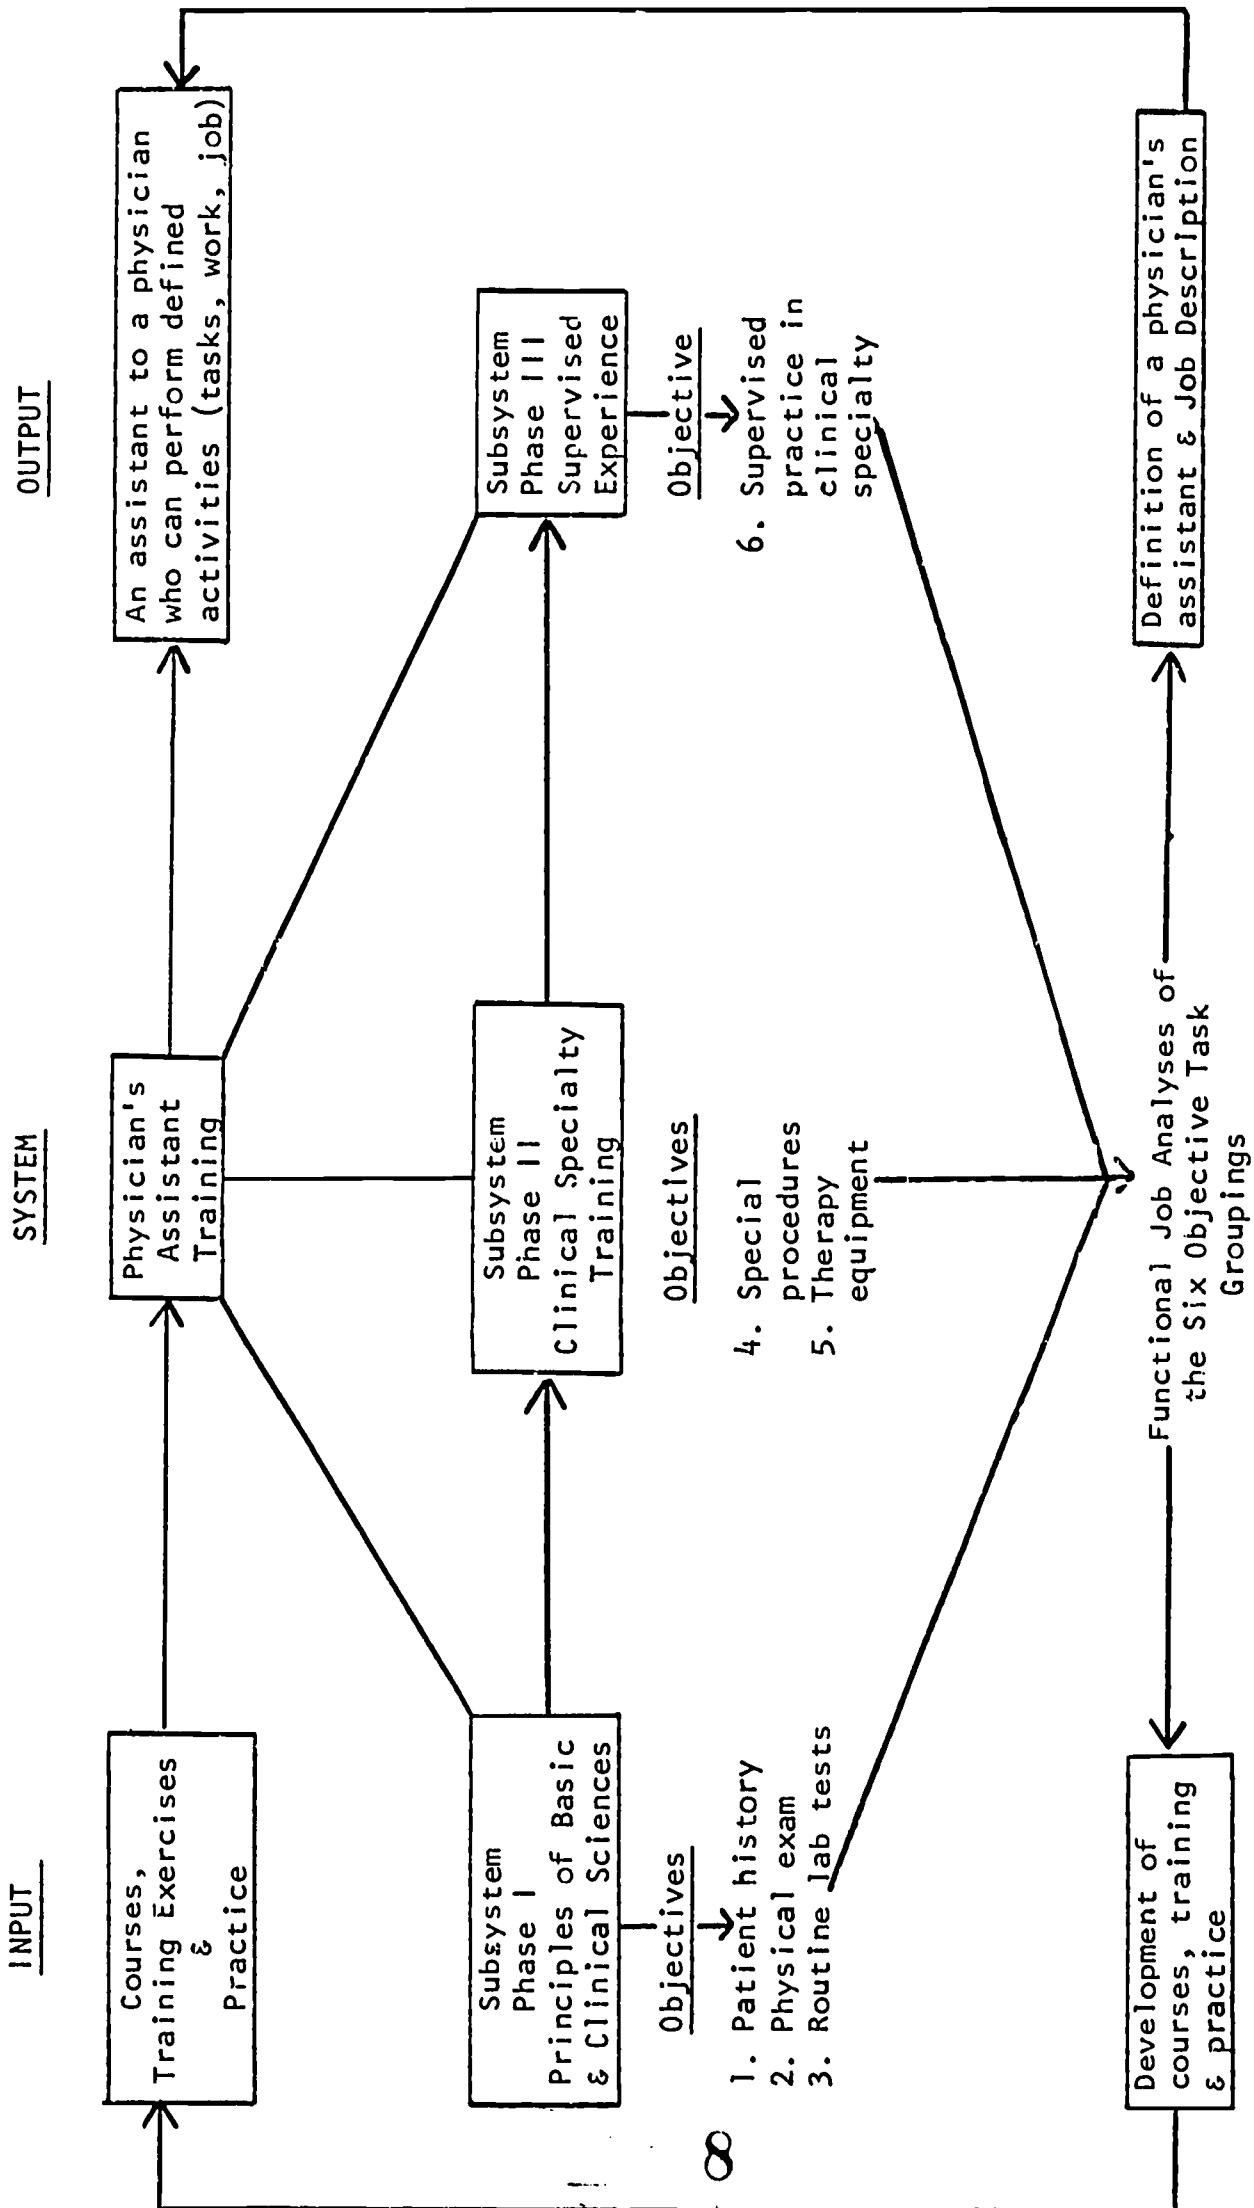 INPUT
SYSTEM
OUTPUT
Courses,
Training Exercises
&
Practice
Physician's
Assistant
Training
An assistant to a physician
who can perform defined
activities (tasks, work, job)
Subsystem
Phase I
Principles of Basic
& Clinical Sciences
Subsystem
Phase II
Clinical Specialty
Training
Subsystem
Phase III
Supervised
Experience
Objectives
1. Patient history
2. Physical exam
3. Routine lab tests
Objectives
4. Special
procedures
5. Therapy
equipment
Objective
6. Supervised
practice in
clinical
specialty
Development of
courses, training
& practice
Functional Job Analyses of
the Six Objective Task
Groupings
Definition of a physician's
assistant & Job Description
8